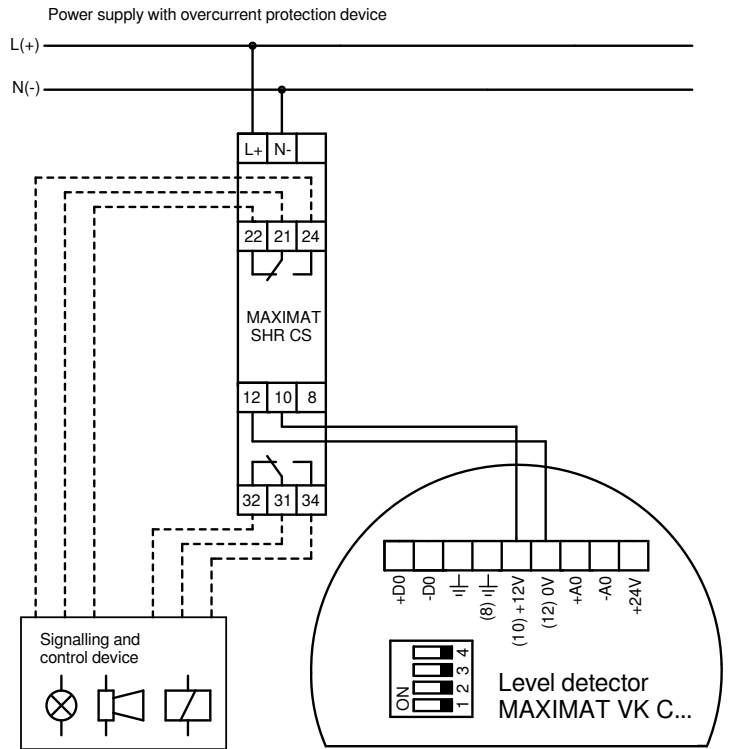 Power supply with overcurrent protection device
L(+)
N(-)
L+ N-
22 21 24
MAXIMAT
SHR CS
12 10 8
32 31 34
+D0
-D0
(8)
(10) +12V
(12) 0V
+A0
-A0
+24V
Signalling and
control device
ON
1 2 3 4
Level detector
MAXIMAT VK C...